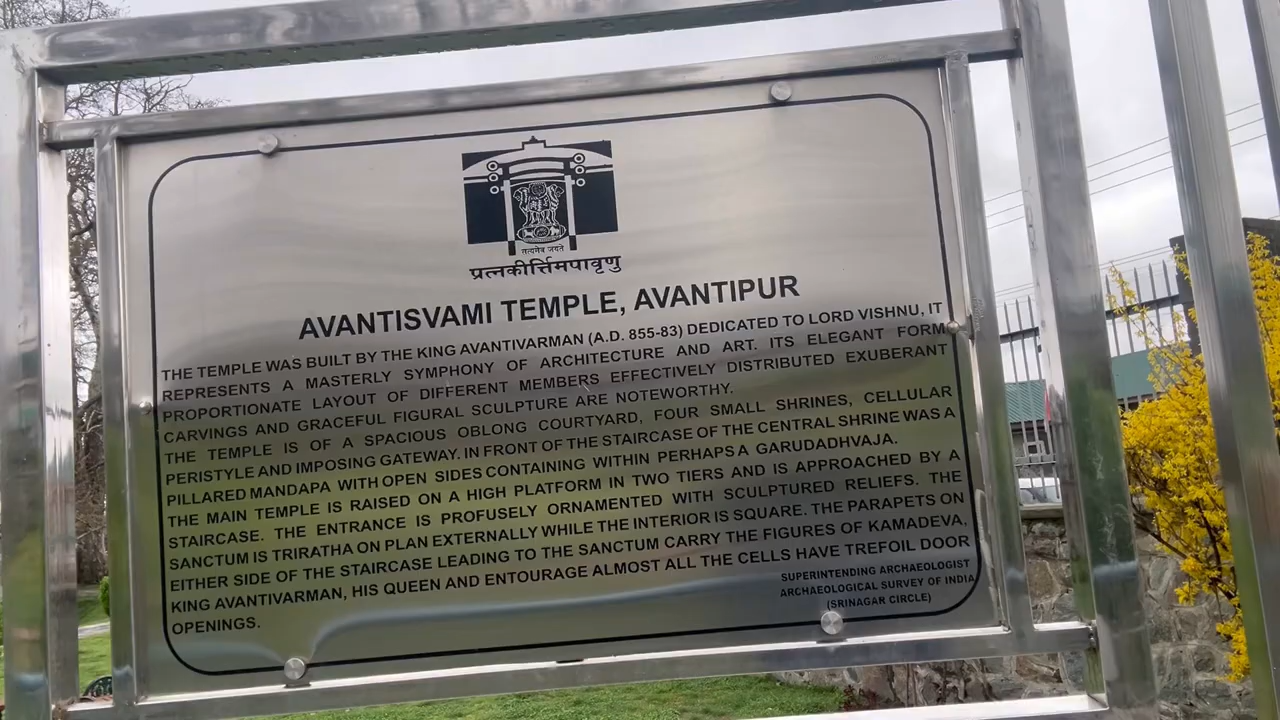 सत्यमेव जयते
प्रत्नकीर्त्तिमपावृणु
AVANTISVAMI TEMPLE, AVANTIPUR
THE TEMPLE WAS BUILT BY THE KING AVANTIVARMAN (A.D. 855-83) DEDICATED TO LORD VISHNU, IT
REPRESENTS A MASTERLY SYMPHONY OF ARCHITECTURE AND ART. ITS ELEGANT FORM
PROPORTIONATE LAYOUT OF DIFFERENT MEMBERS EFFECTIVELY DISTRIBUTED EXUBERANT
CARVINGS AND GRACEFUL FIGURAL SCULPTURE ARE NOTEWORTHY.
THE TEMPLE IS OF A SPACIOUS OBLONG COURTYARD, FOUR SMALL SHRINES, CELLULAR
PERISTYLE AND IMPOSING GATEWAY. IN FRONT OF THE STAIRCASE OF THE CENTRAL SHRINE WAS A
PILLARED MANDAPA WITH OPEN SIDES CONTAINING WITHIN PERHAPS A GARUDADHVAJA.
THE MAIN TEMPLE IS RAISED ON A HIGH PLATFORM IN TWO TIERS AND IS APPROACHED BY A
STAIRCASE. THE ENTRANCE IS PROFUSELY ORNAMENTED WITH SCULPTURED RELIEFS. THE
SANCTUM IS TRIRATHA ON PLAN EXTERNALLY WHILE THE INTERIOR IS SQUARE. THE PARAPETS ON
EITHER SIDE OF THE STAIRCASE LEADING TO THE SANCTUM CARRY THE FIGURES OF KAMADEVA,
KING AVANTIVARMAN, HIS QUEEN AND ENTOURAGE ALMOST ALL THE CELLS HAVE TREFOIL DOOR
OPENINGS.
SUPERINTENDING ARCHAEOLOGIST
ARCHAEOLOGICAL SURVEY OF INDIA
(SRINAGAR CIRCLE)